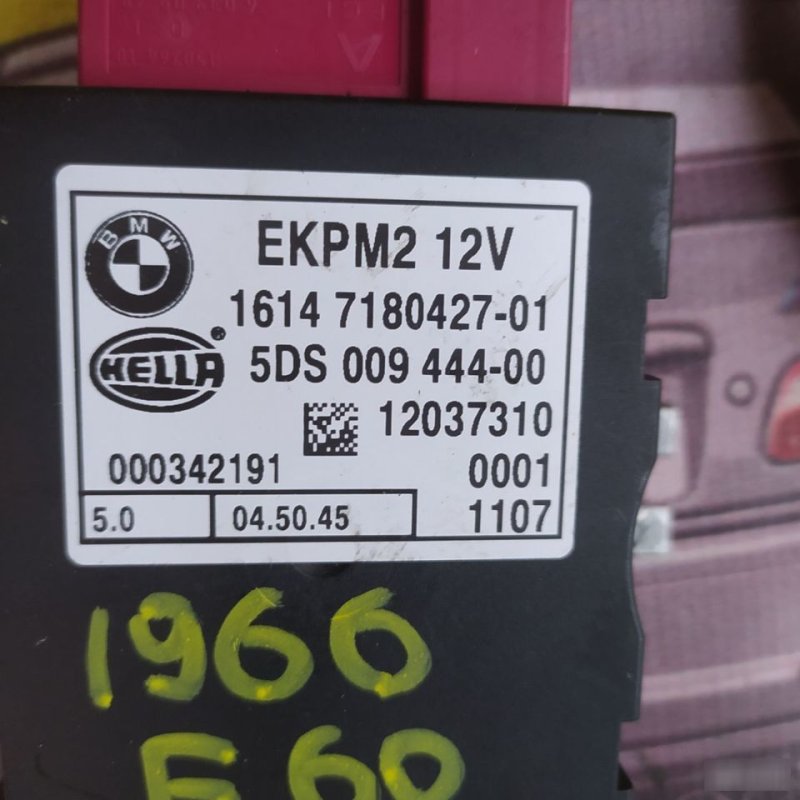 BMW
EKPM2 12V
1614 7180427-01
HELLA
®
5DS 009 444-00
12037310
000342191
0001
5.0
04.50.45
1107
1966
E60